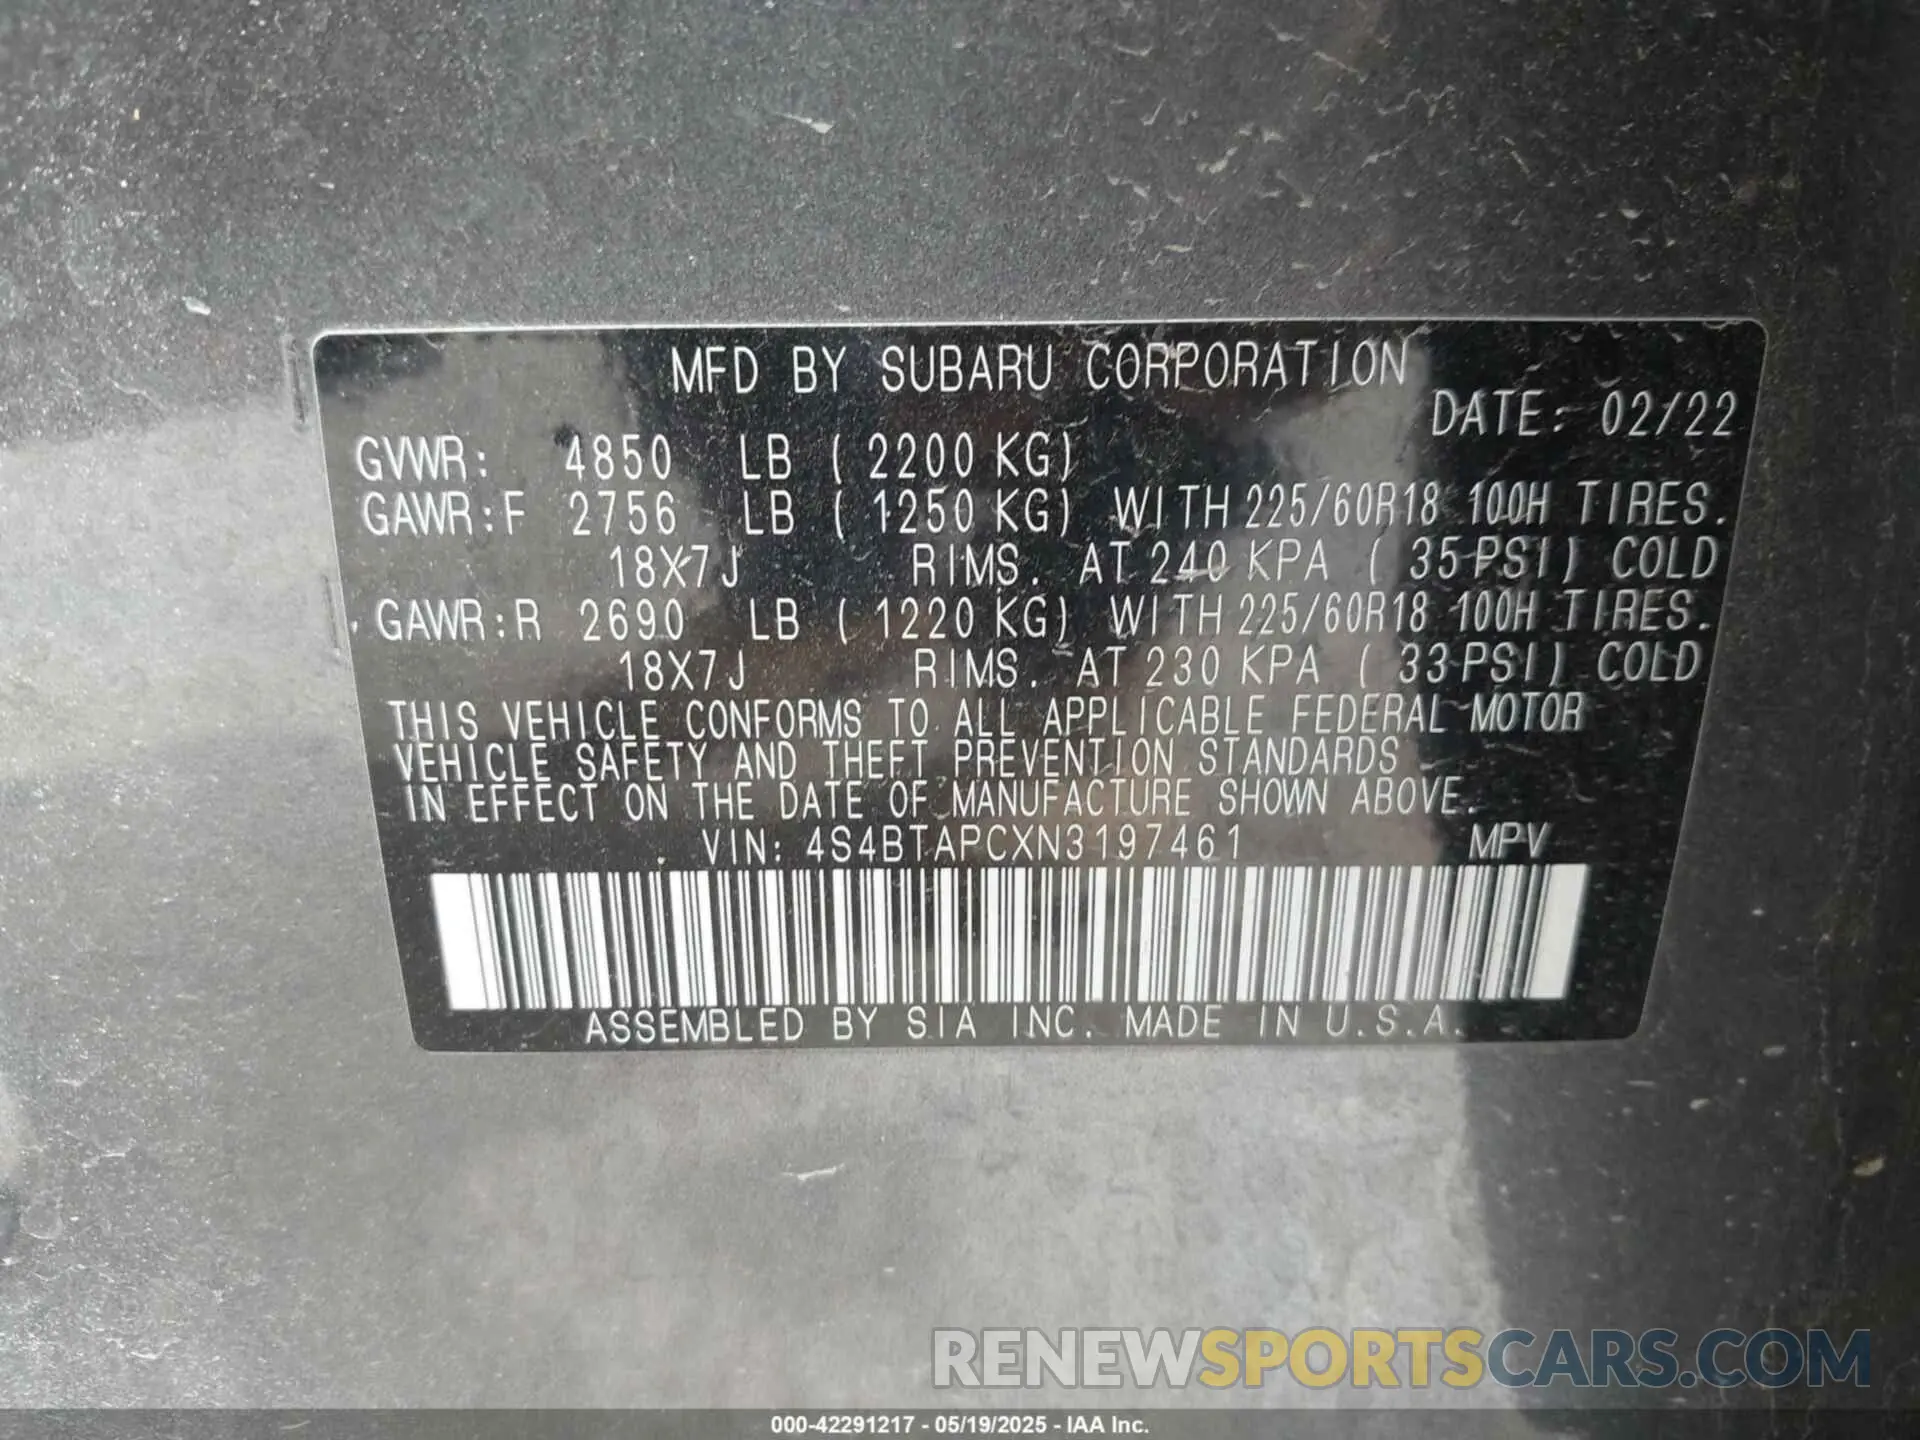 MFD BY SUBARU CORPORATION
DATE: 02/22
GVWR: 4850 LB ( 2200 KG)
GAWR:F 2756 LB ( 1250 KG) WITH 225/60R18 100H TIRES.
18X7J RIMS. AT 240 KPA ( 35 PSI) COLD
GAWR:R 2690 LB ( 1220 KG) WITH 225/60R18 100H TIRES.
18X7J RIMS. AT 230 KPA ( 33 PSI) COLD
THIS VEHICLE CONFORMS TO ALL APPLICABLE FEDERAL MOTOR
VEHICLE SAFETY AND THEFT PREVENTION STANDARDS
IN EFFECT ON THE DATE OF MANUFACTURE SHOWN ABOVE.
VIN: 4S4BTAPCXN3197461 MPV
ASSEMBLED BY SIA INC. MADE IN U.S.A.
RENEWSPORTSCARS.COM
000-42291217 - 05/19/2025 - IAA Inc.